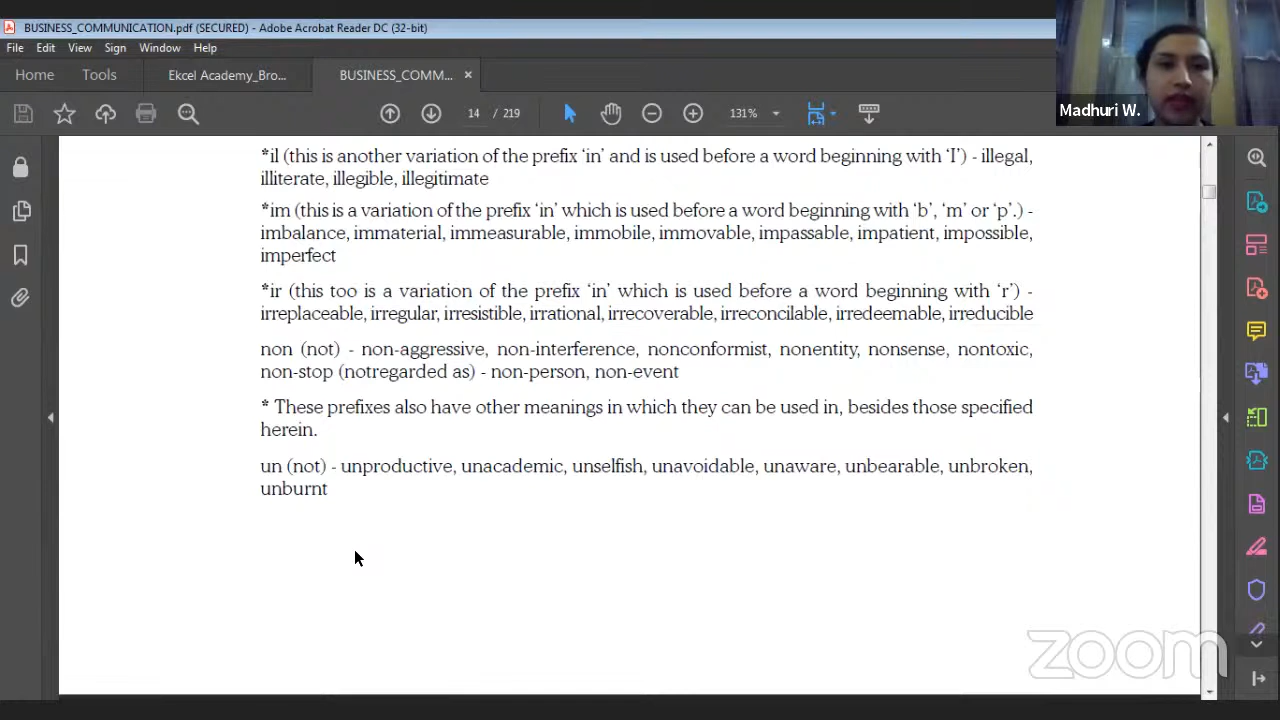 BUSINESS_COMMUNICATION.pdf (SECURED) - Adobe Acrobat Reader DC (32-bit)
File Edit View Sign Window Help
Home Tools Ekcel Academy_Bro... BUSINESS_COMM... ×
14 / 219 131%
Madhuri W.
*il (this is another variation of the prefix ‘in’ and is used before a word beginning with ‘I’) - illegal,
illiterate, illegible, illegitimate
*im (this is a variation of the prefix ‘in’ which is used before a word beginning with ‘b’, ‘m’ or ‘p’.) -
imbalance, immaterial, immeasurable, immobile, immovable, impassable, impatient, impossible,
imperfect
*ir (this too is a variation of the prefix ‘in’ which is used before a word beginning with ‘r’) -
irreplaceable, irregular, irresistible, irrational, irrecoverable, irreconcilable, irredeemable, irreducible
non (not) - non-aggressive, non-interference, nonconformist, nonentity, nonsense, nontoxic,
non-stop (notregarded as) - non-person, non-event
* These prefixes also have other meanings in which they can be used in, besides those specified
herein.
un (not) - unproductive, unacademic, unselfish, unavoidable, unaware, unbearable, unbroken,
unburnt
zoom